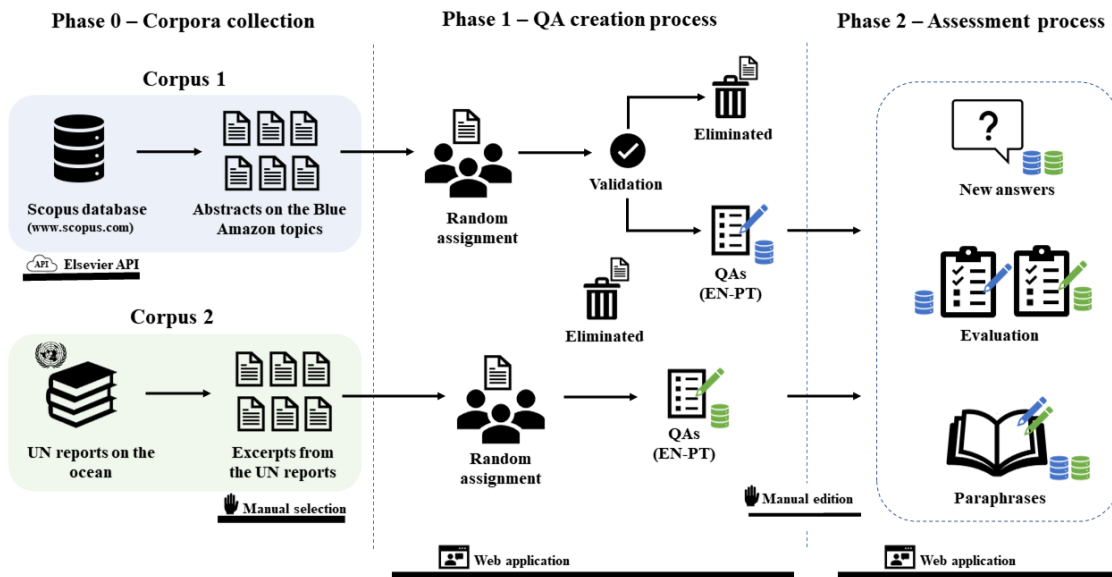 Phase 0 – Corpora collection
Phase 1 – QA creation process
Phase 2 – Assessment process
Corpus 1
Scopus database
(www.scopus.com)
Abstracts on the Blue
Amazon topics
API
Elsevier API
Corpus 2
UN reports on the
ocean
Excerpts from
the UN reports
Manual selection
Random
assignment
Validation
Eliminated
QAs
(EN-PT)
Eliminated
Random
assignment
QAs
(EN-PT)
Manual edition
Web application
?
New answers
Evaluation
Paraphrases
Web application